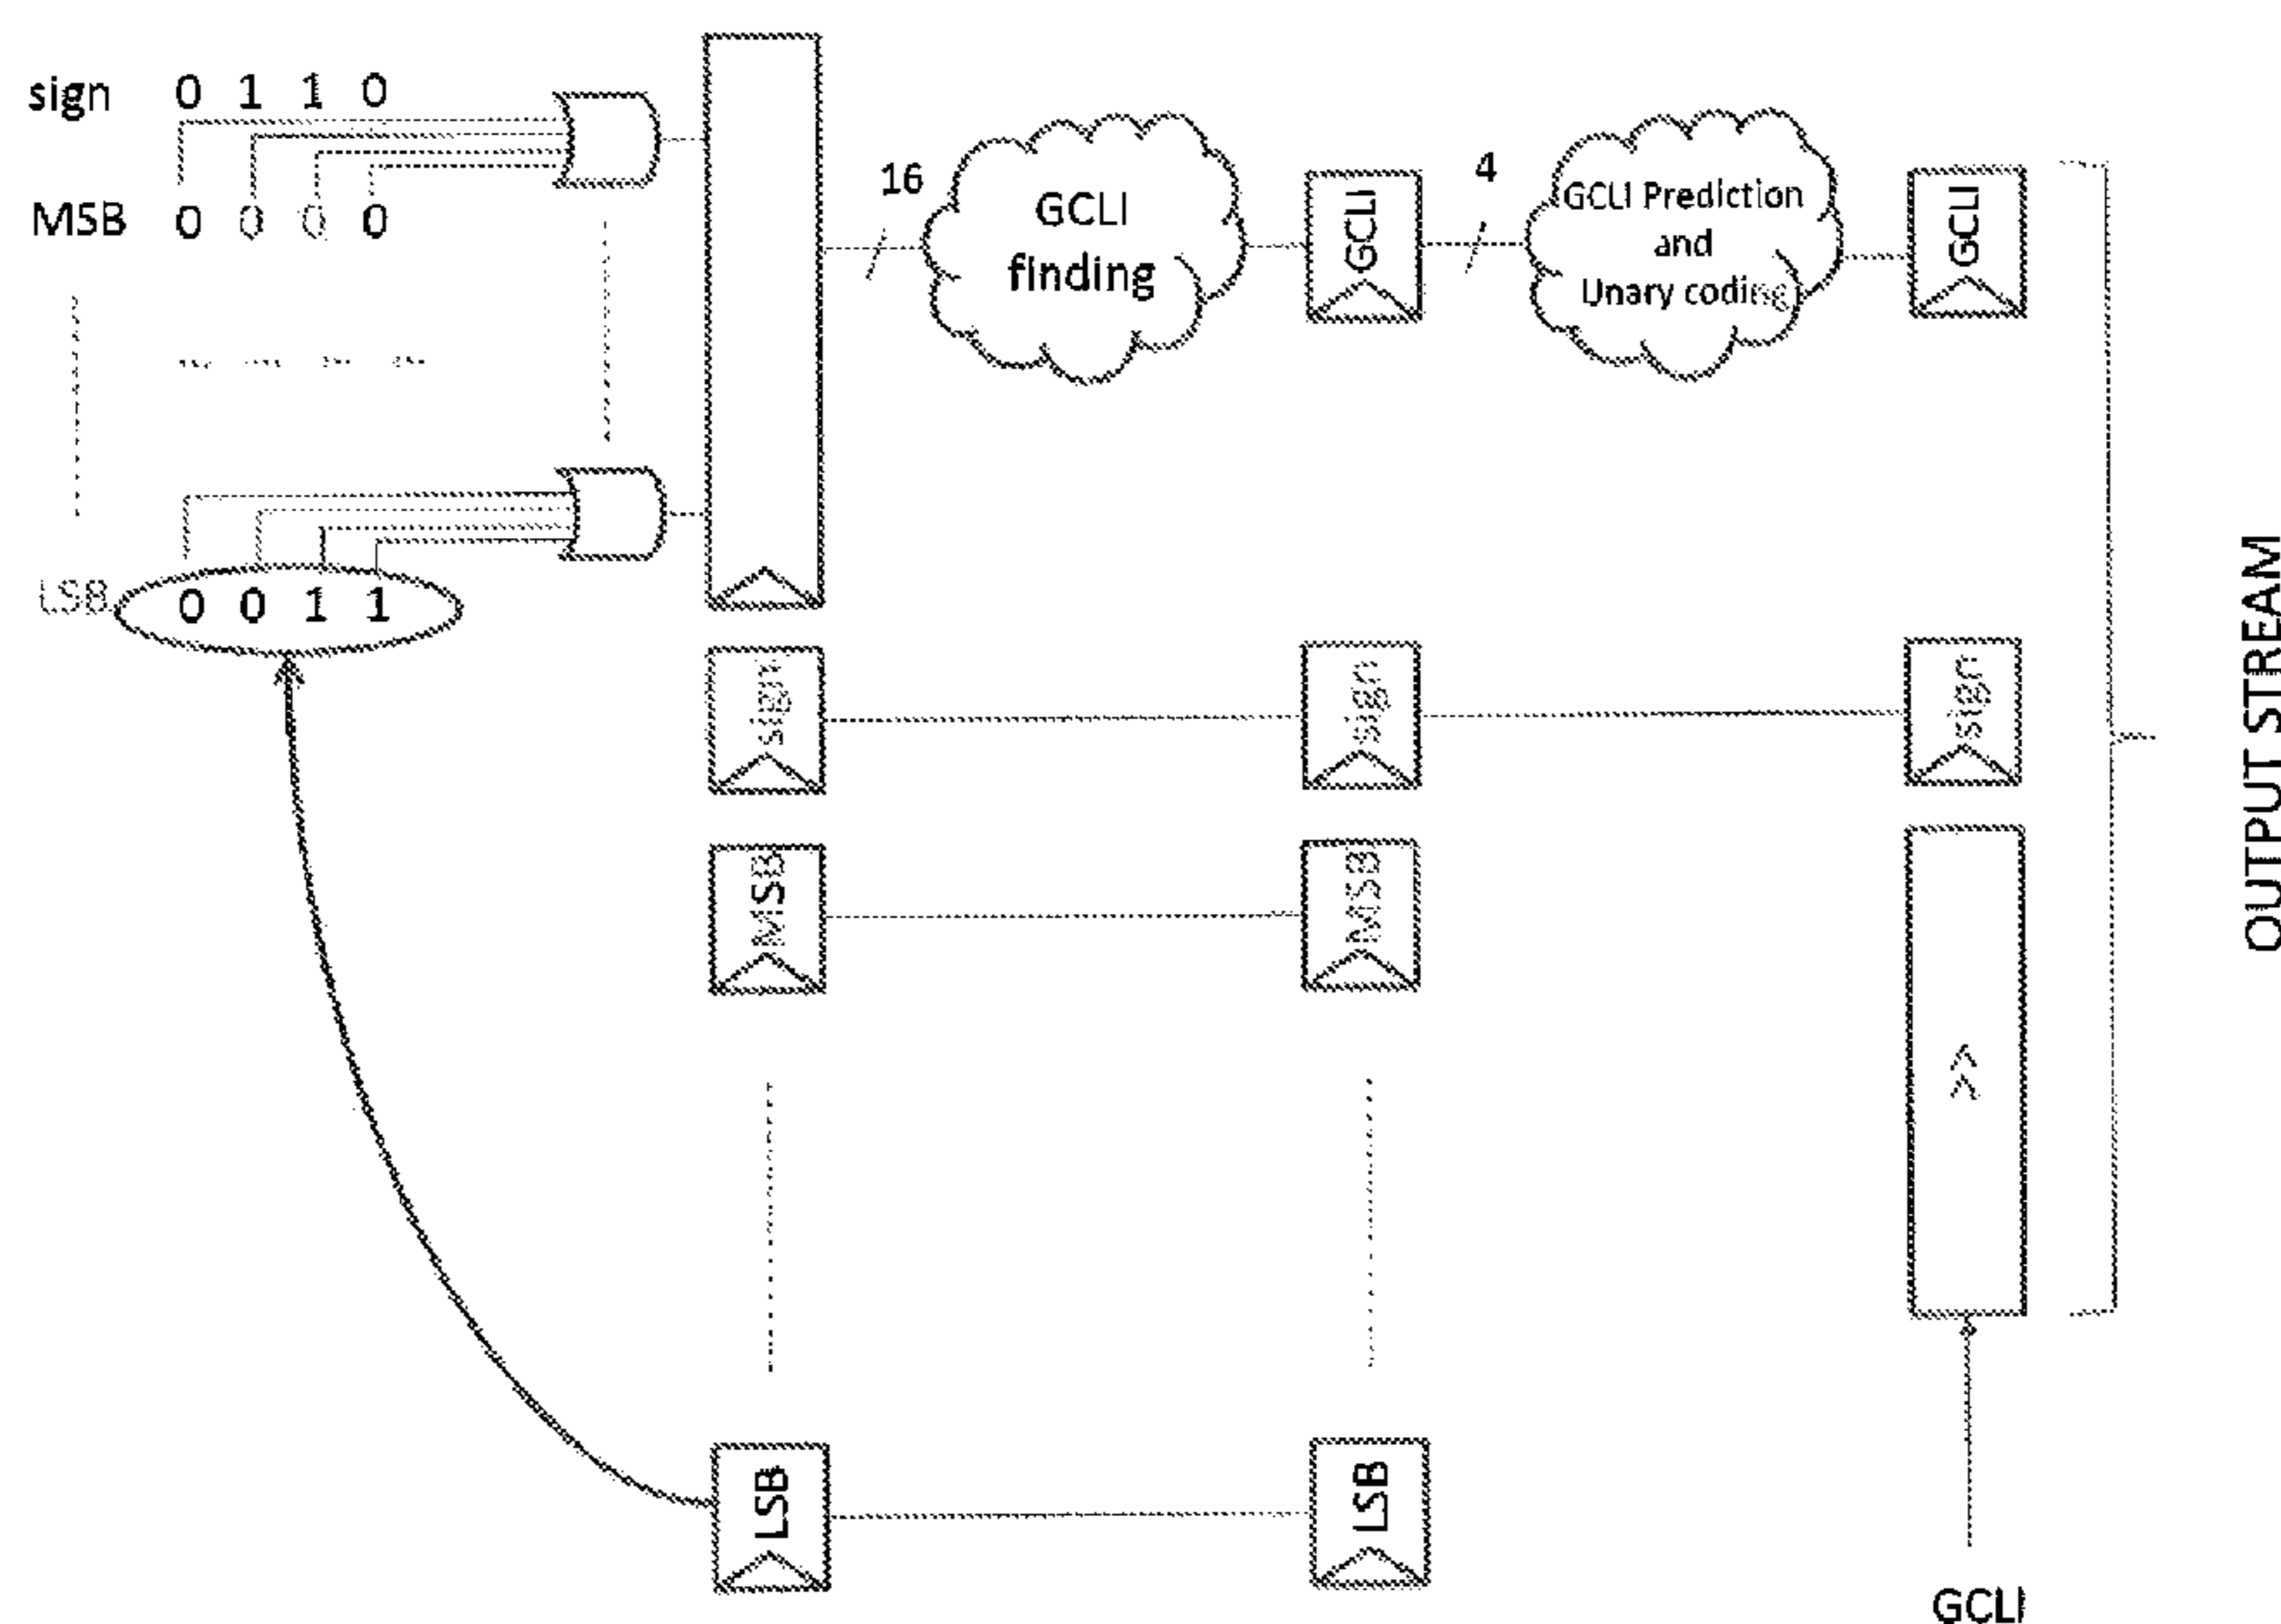 sign 0 1 1 0
MSB 0 0 0 0
LSB 0 0 1 1
16
GCLI
finding
GCLI
4
GCLI Prediction
and
Unary coding
GCLI
sign
sign
sign
MSB
MSB
>>
LSB
LSB
GCLI
OUTPUT STREAM